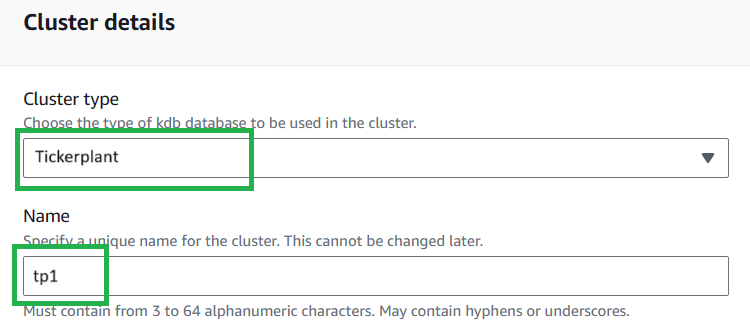 Cluster details
Cluster type
Choose the type of kdb database to be used in the cluster.
Tickerplant
Name
Specify a unique name for the cluster. This cannot be changed later.
tp1
Must contain from 3 to 64 alphanumeric characters. May contain hyphens or underscores.